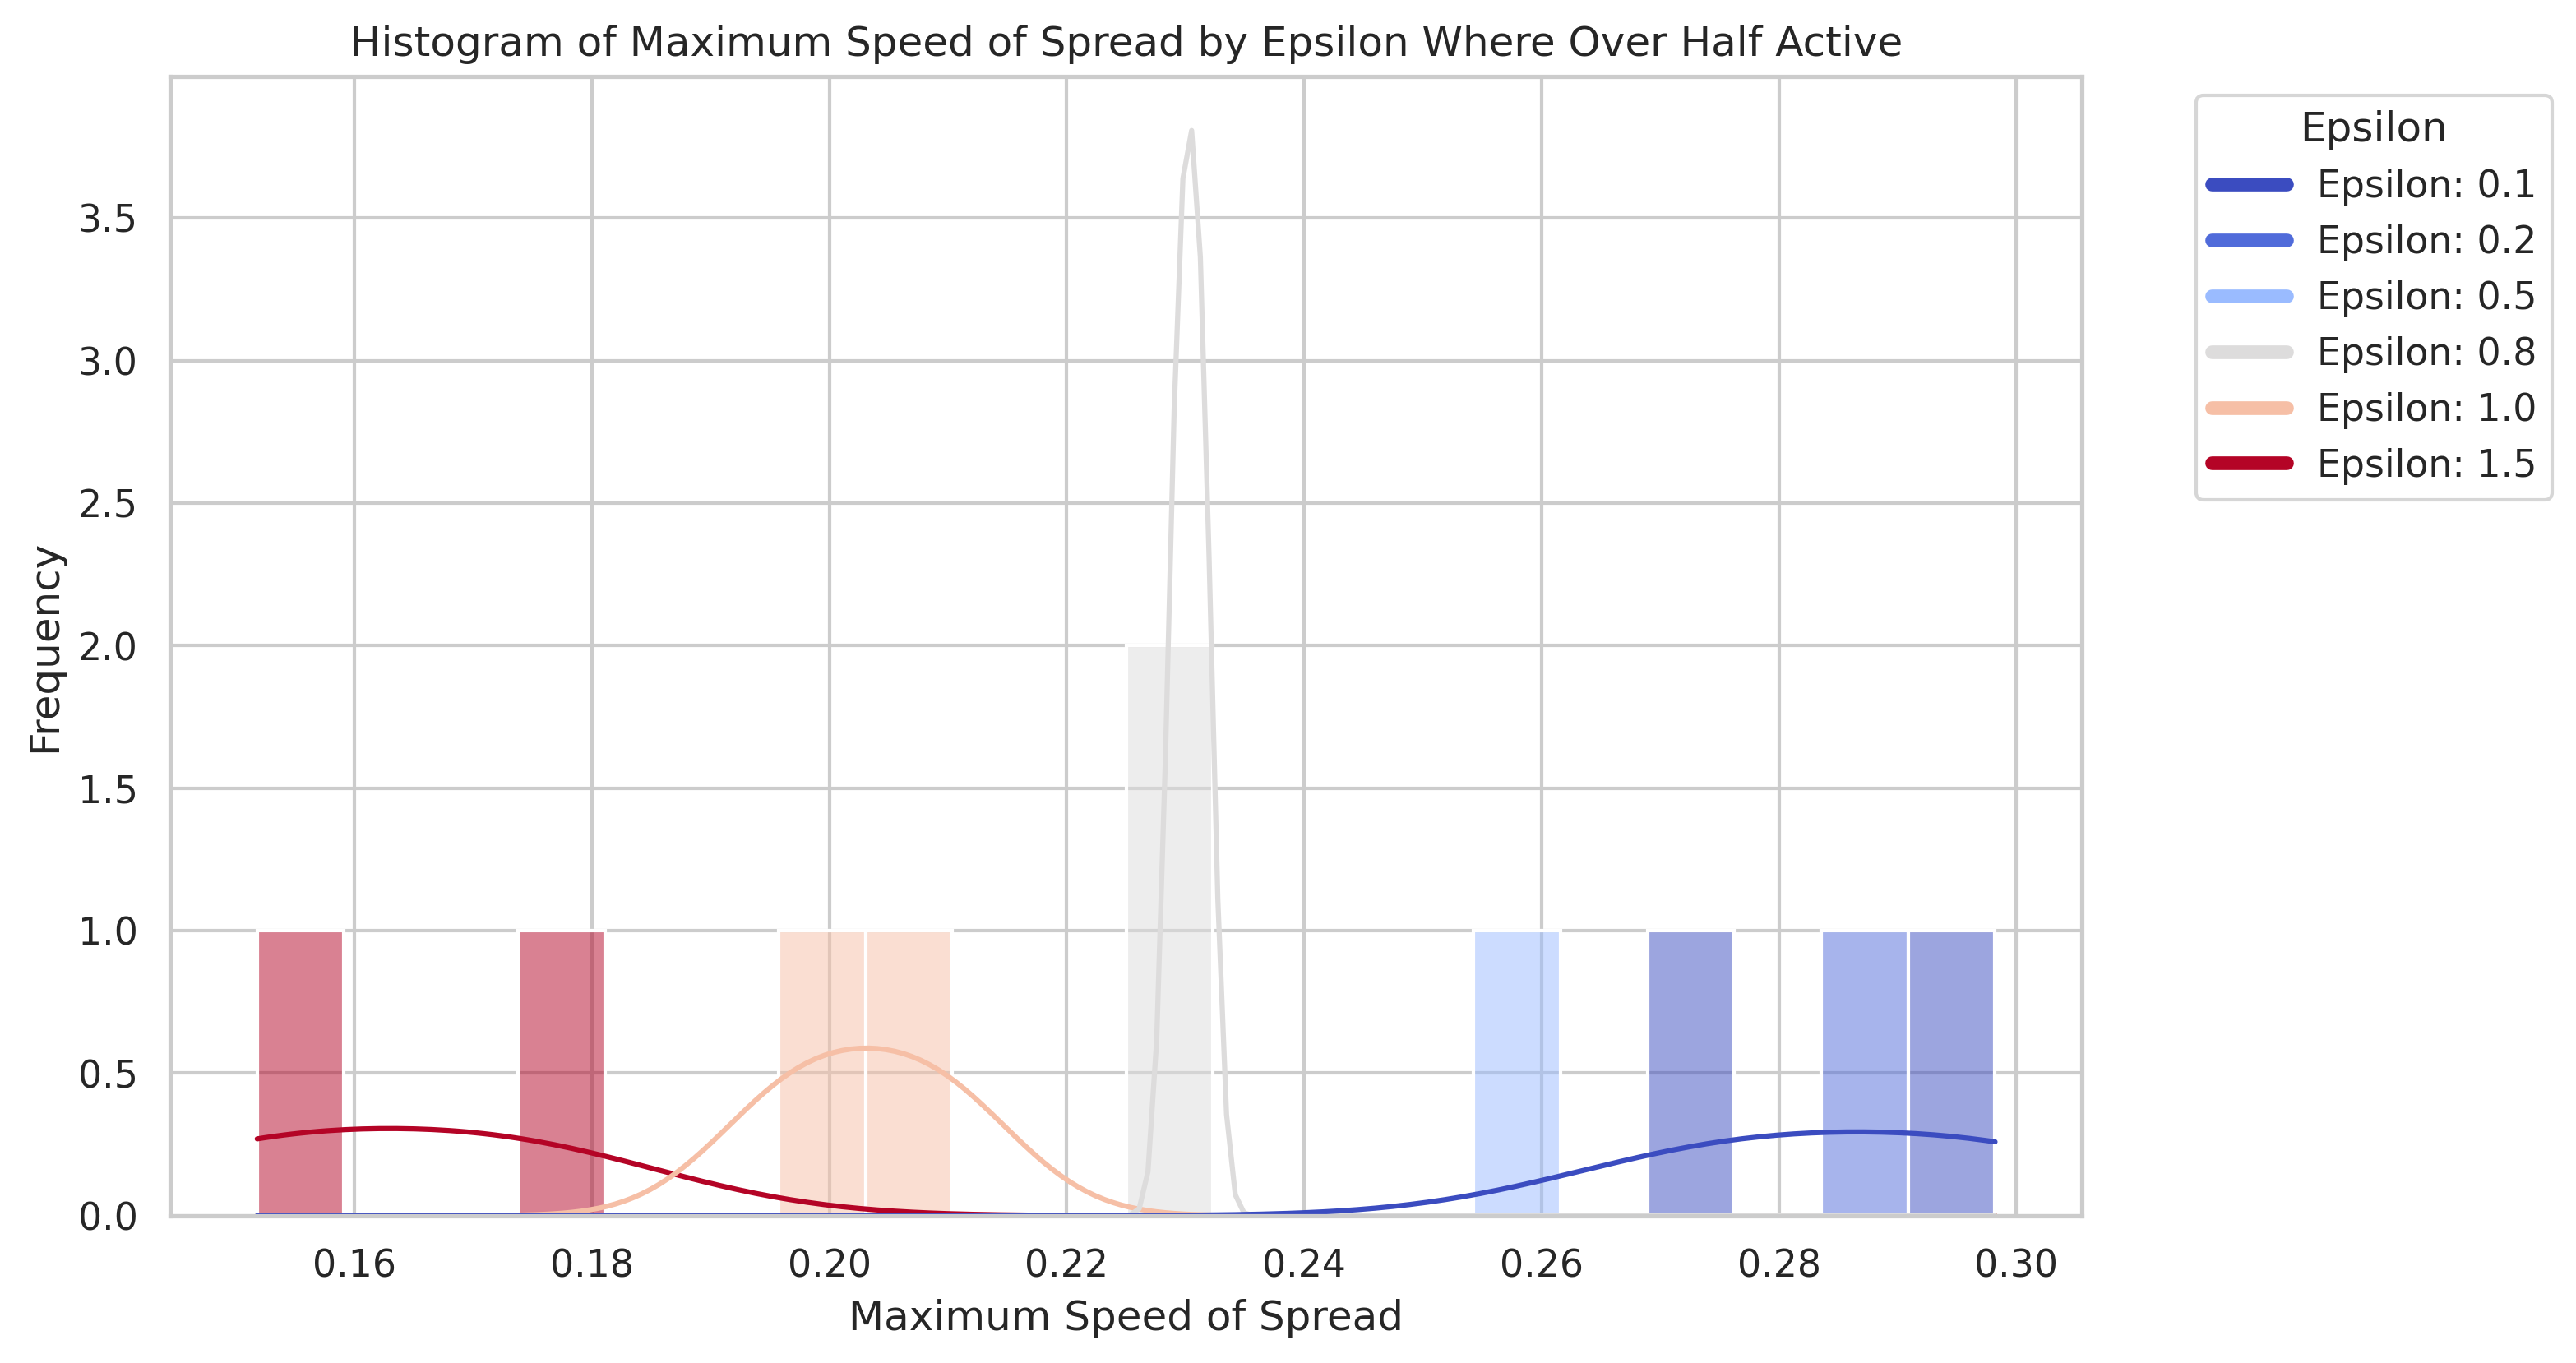 Histogram of Maximum Speed of Spread by Epsilon Where Over Half Active
Epsilon
Epsilon: 0.1
Epsilon: 0.2
Epsilon: 0.5
Epsilon: 0.8
Epsilon: 1.0
Epsilon: 1.5
Frequency
3.5
3.0
2.5
2.0
1.5
1.0
0.5
0.0
0.16 0.18 0.20 0.22 0.24 0.26 0.28 0.30
Maximum Speed of Spread